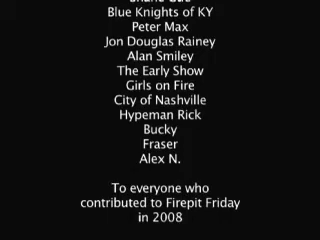 Blue Knights of KY
Peter Max
Jon Douglas Rainey
Alan Smiley
The Early Show
Girls on Fire
City of Nashville
Hypeman Rick
Bucky
Fraser
Alex N.
To everyone who
contributed to Firepit Friday
in 2008